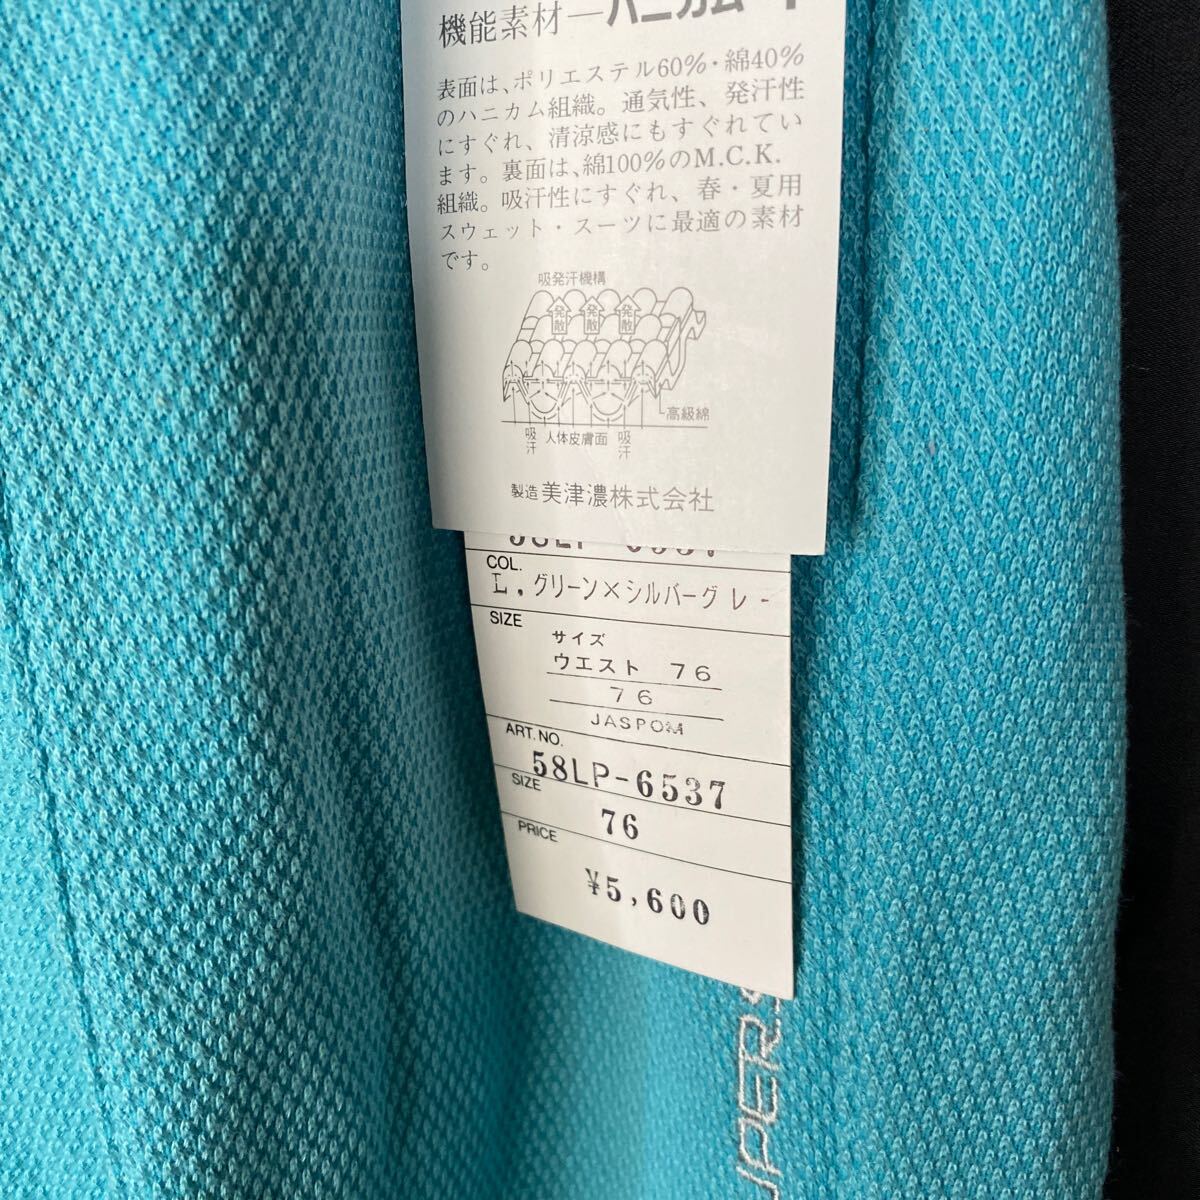 機能素材―ハニカム
表面は、ポリエステル60%・綿40%
のハニカム組織。通気性、発汗性
にすぐれ、清涼感にもすぐれてい
ます。裏面は、綿100%のM.C.K.
組織。吸汗性にすぐれ、春・夏用
スウェット・スーツに最適の素材
です。
吸発汗機構
発散 発散 発散
高級綿
吸汗 人体皮膚面 吸汗
製造 美津濃株式会社
COL.
L.グリーン×シルバーグレ-
SIZE
サイズ
ウエスト 76
76
JASPOM
ART.NO.
58LP-6537
SIZE
76
PRICE
¥5,600